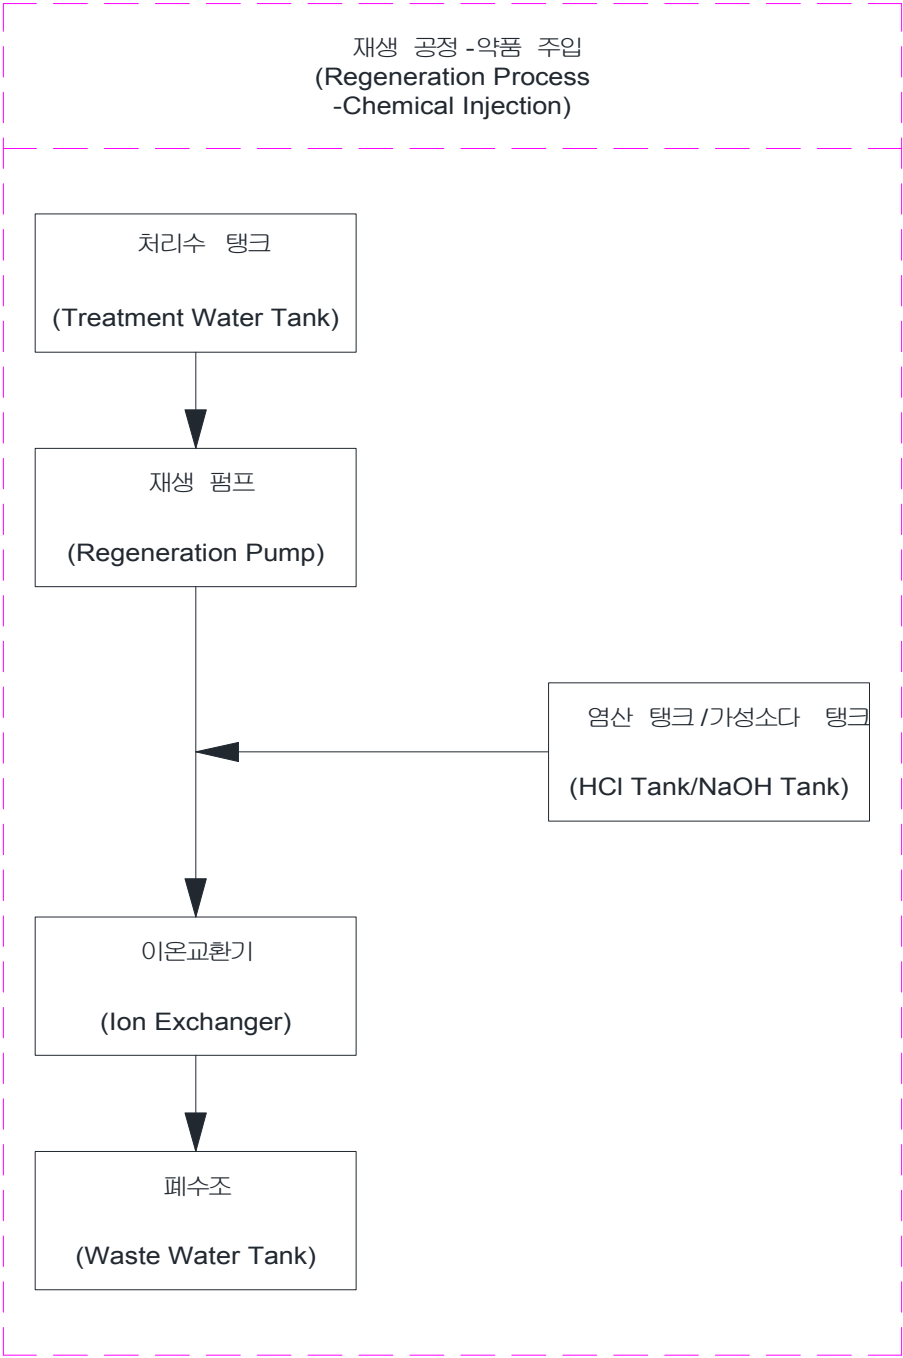 재생 공정 -약품 주입
(Regeneration Process
-Chemical Injection)
처리수 탱크
(Treatment Water Tank)
재생 펌프
(Regeneration Pump)
염산 탱크 /가성소다 탱크
(HCl Tank/NaOH Tank)
이온교환기
(Ion Exchanger)
폐수조
(Waste Water Tank)